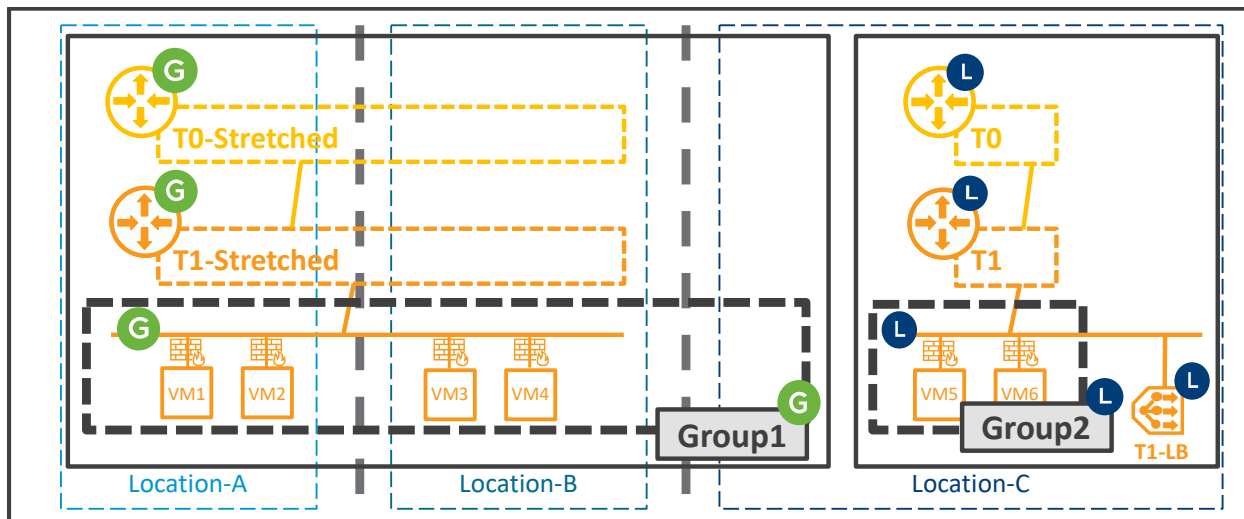 G
L
T0-Stretched
T0
G
L
T1-Stretched
T1
G
L
VM1
VM2
VM3
VM4
VM5
VM6
G
L
L
Group1
Group2
T1-LB
Location-A
Location-B
Location-C